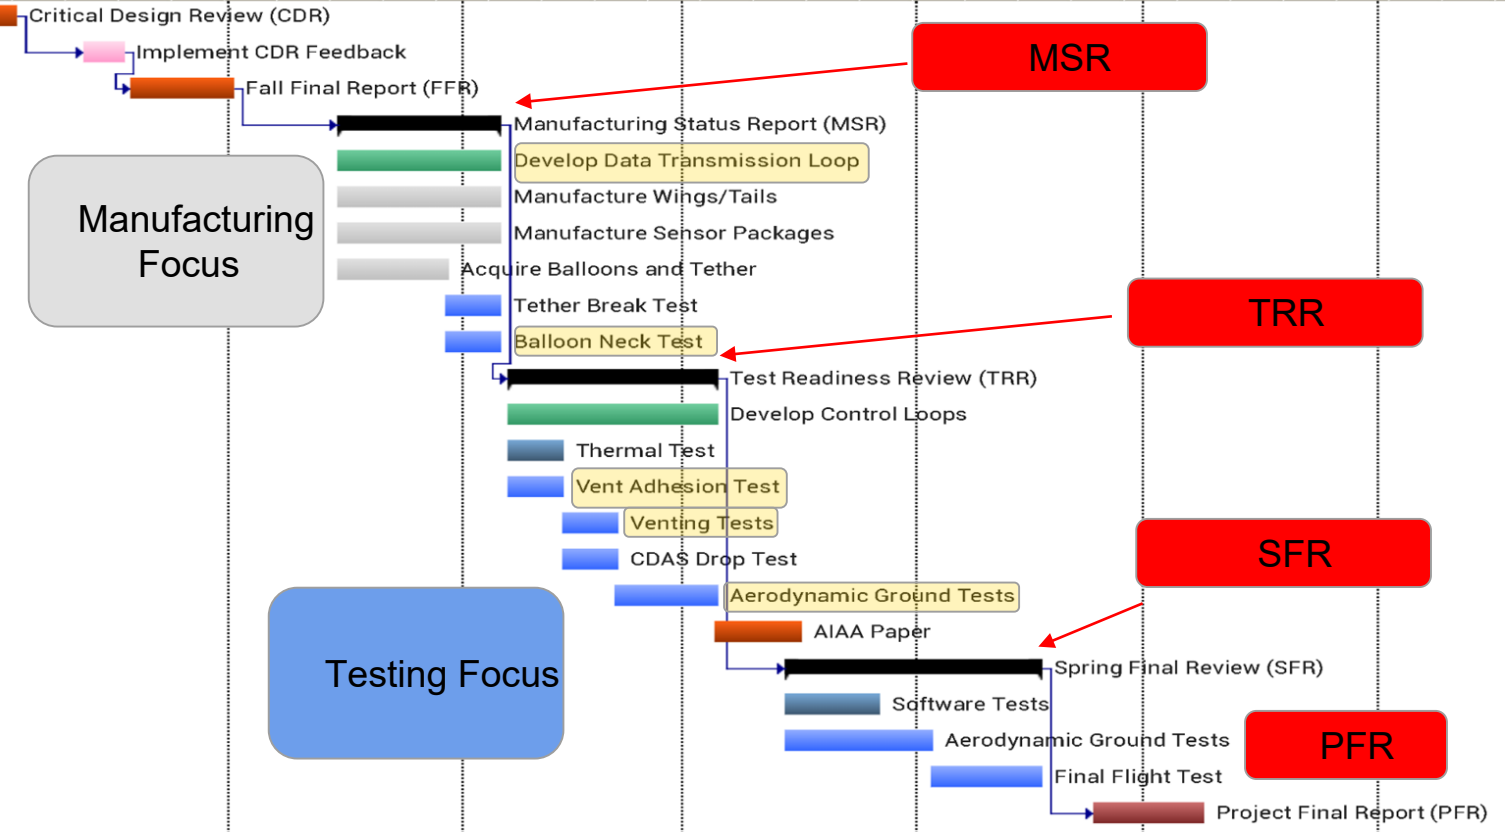 Critical Design Review (CDR)
Implement CDR Feedback
MSR
Fall Final Report (FFR)
Manufacturing Status Report (MSR)
Develop Data Transmission Loop
Manufacture Wings/Tails
Manufacturing
Focus
Manufacture Sensor Packages
Acquire Balloons and Tether
Tether Break Test
TRR
Balloon Neck Test
Test Readiness Review (TRR)
Develop Control Loops
Thermal Test
Vent Adhesion Test
Venting Tests
CDAS Drop Test
SFR
Aerodynamic Ground Tests
AIAA Paper
Testing Focus
Spring Final Review (SFR)
Software Tests
Aerodynamic Ground Tests
PFR
Final Flight Test
Project Final Report (PFR)